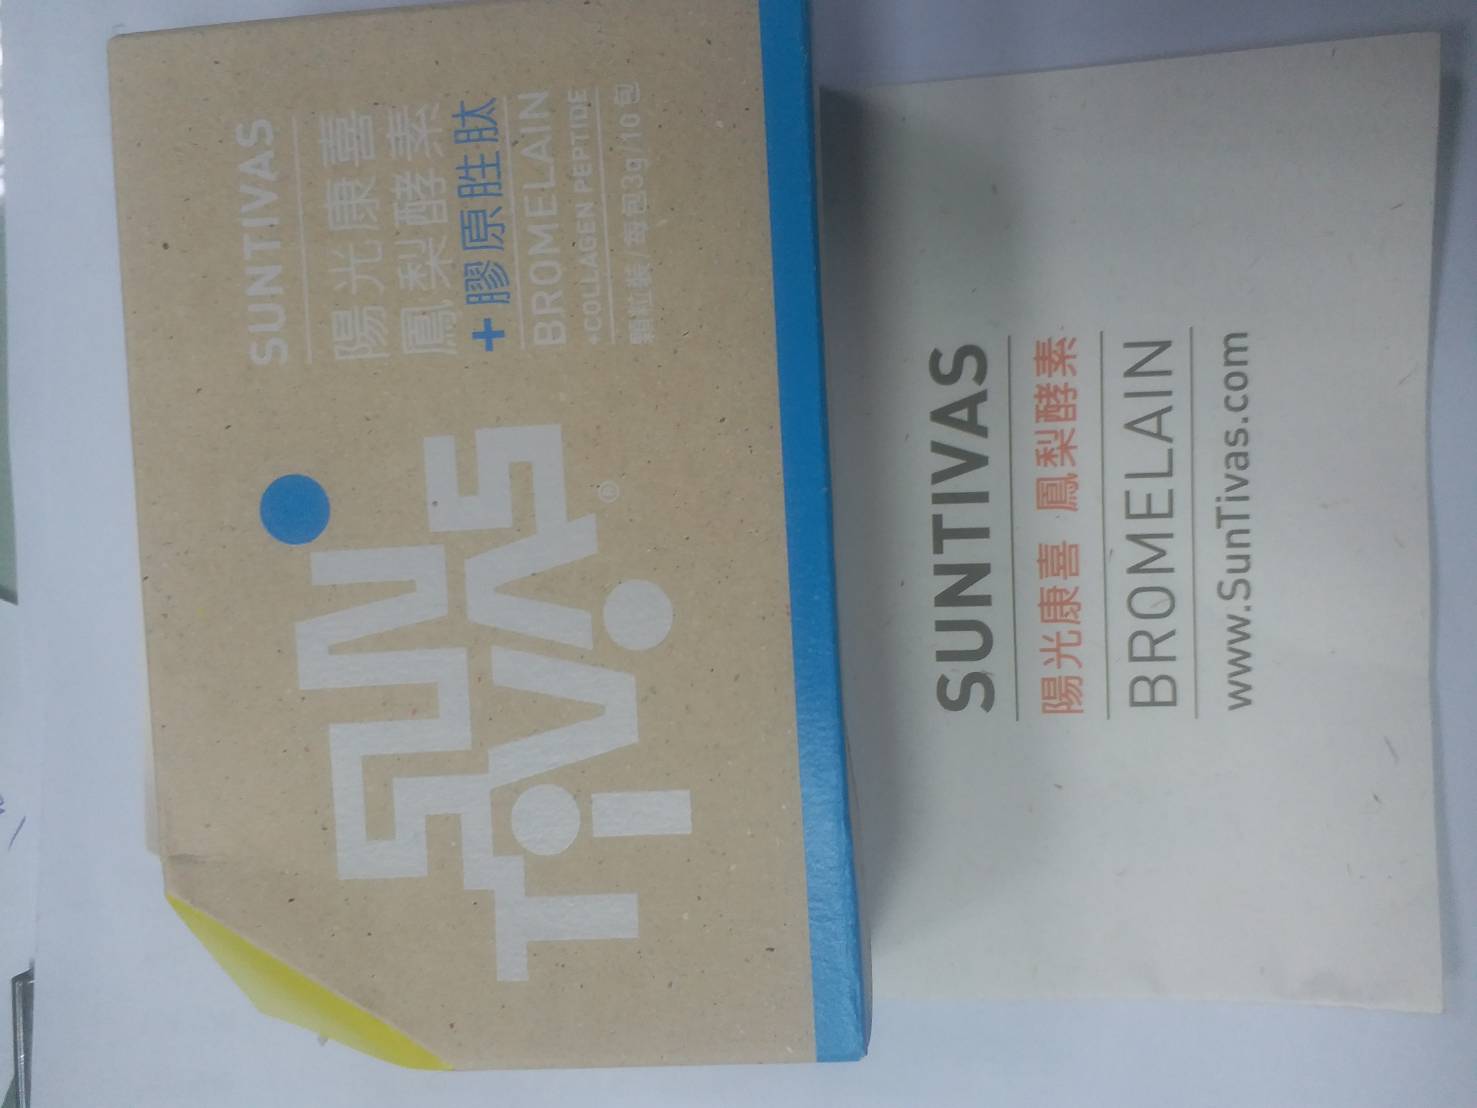 SUN
TiVAS®
SUNTIVAS
陽光康喜
鳳梨酵素
+膠原胜肽
BROMELAIN
+COLLAGEN PEPTIDE
顆粒裝/每包3g/10包
SUNTIVAS
陽光康喜 鳳梨酵素
BROMELAIN
www.SunTivas.com